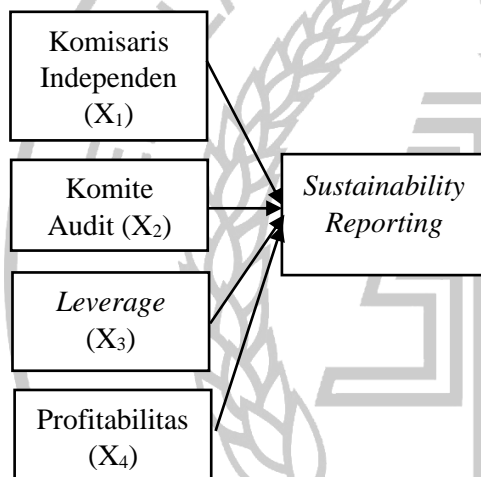 Komisaris
Independen
(X₁)
Komite
Audit (X₂)
Leverage
(X₃)
Profitabilitas
(X₄)
Sustainability
Reporting